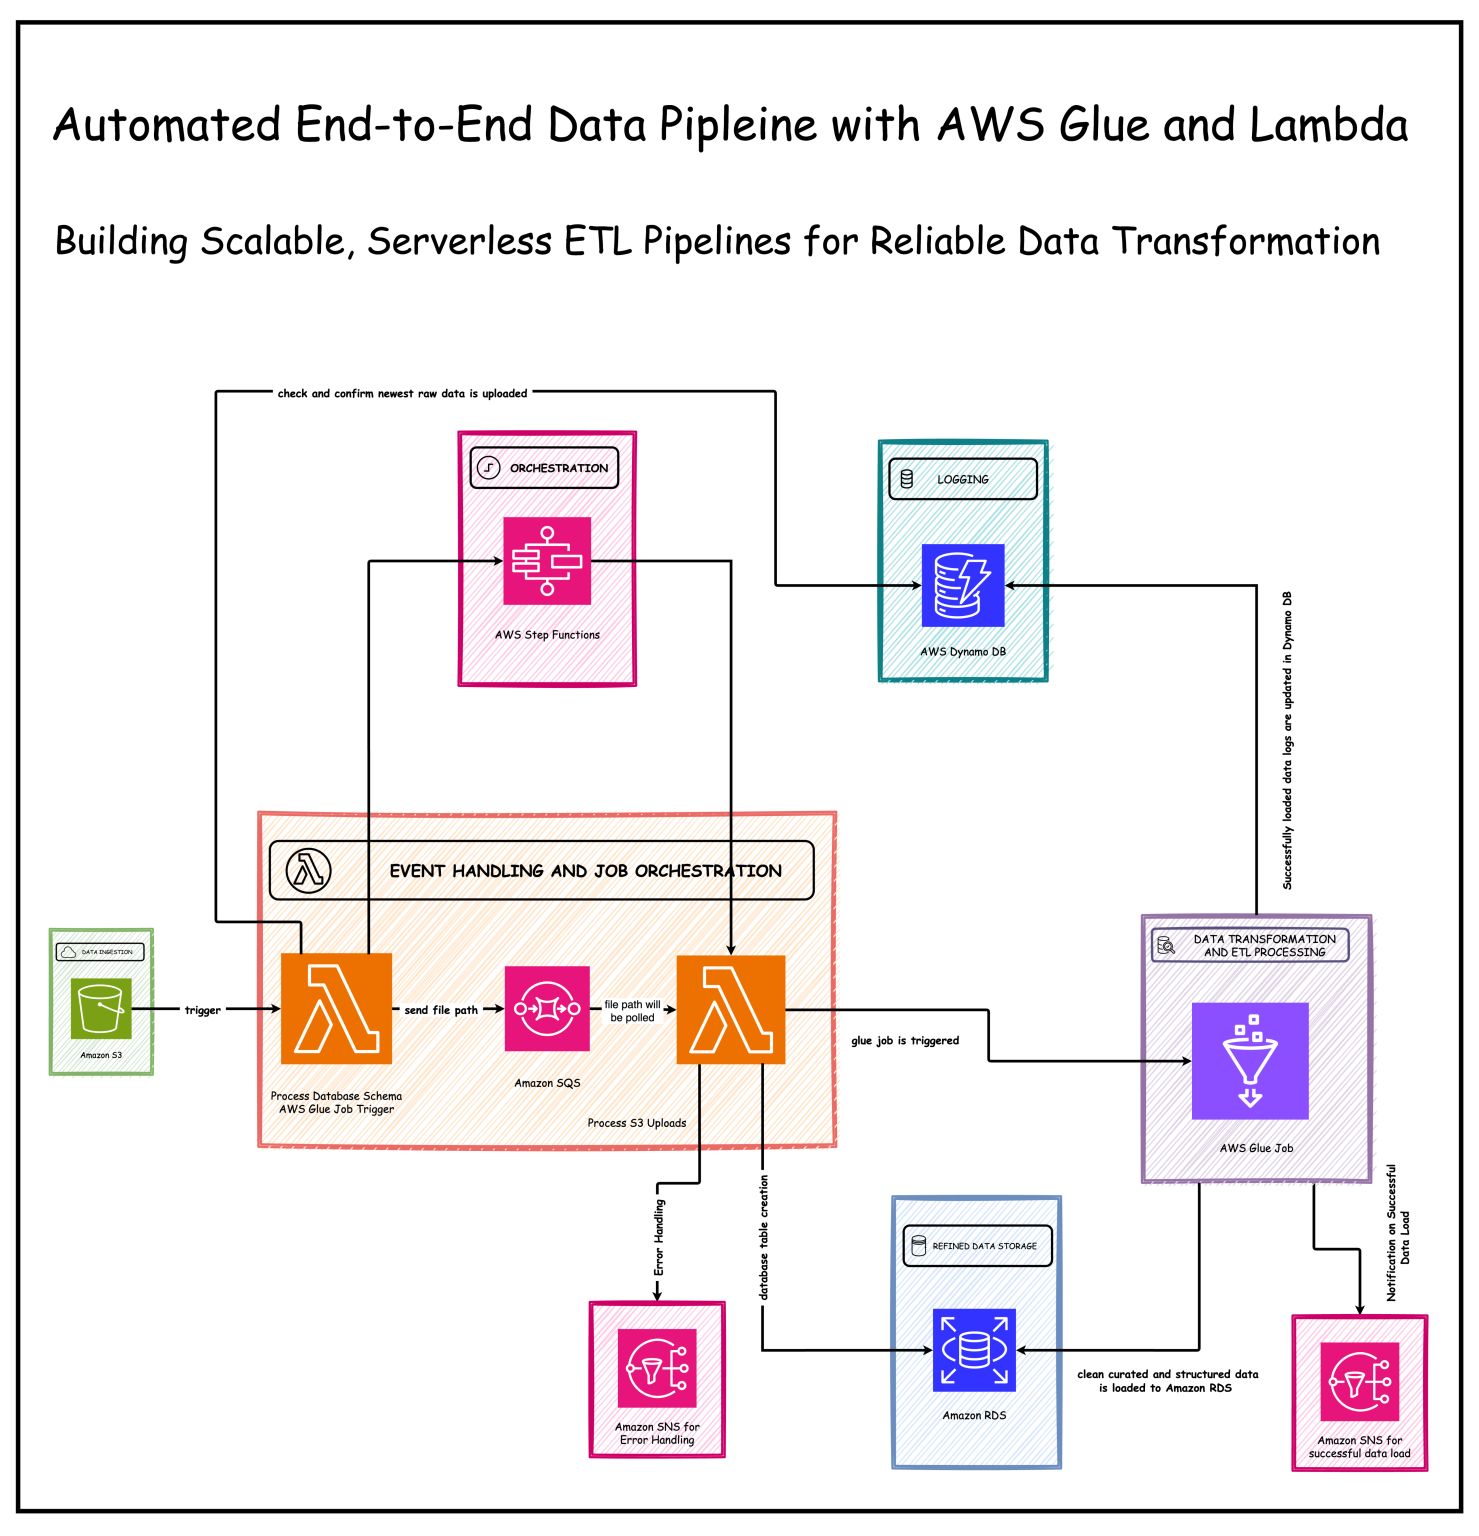 Automated End-to-End Data Pipleine with AWS Glue and Lambda
Building Scalable, Serverless ETL Pipelines for Reliable Data Transformation
check and confirm newest raw data is uploaded
ORCHESTRATION
AWS Step Functions
LOGGING
AWS Dynamo DB
Successfully loaded data logs are updated in Dynamo DB
EVENT HANDLING AND JOB ORCHESTRATION
DATA INGESTION
Amazon S3
trigger
Process Database Schema
AWS Glue Job Trigger
send file path
Amazon SQS
file path will
be polled
Process S3 Uploads
glue job is triggered
DATA TRANSFORMATION
AND ETL PROCESSING
AWS Glue Job
Error Handling
database table creation
Amazon SNS for
Error Handling
REFINED DATA STORAGE
Amazon RDS
clean curated and structured data
is loaded to Amazon RDS
Notification on Successful
Data Load
Amazon SNS for
successful data load